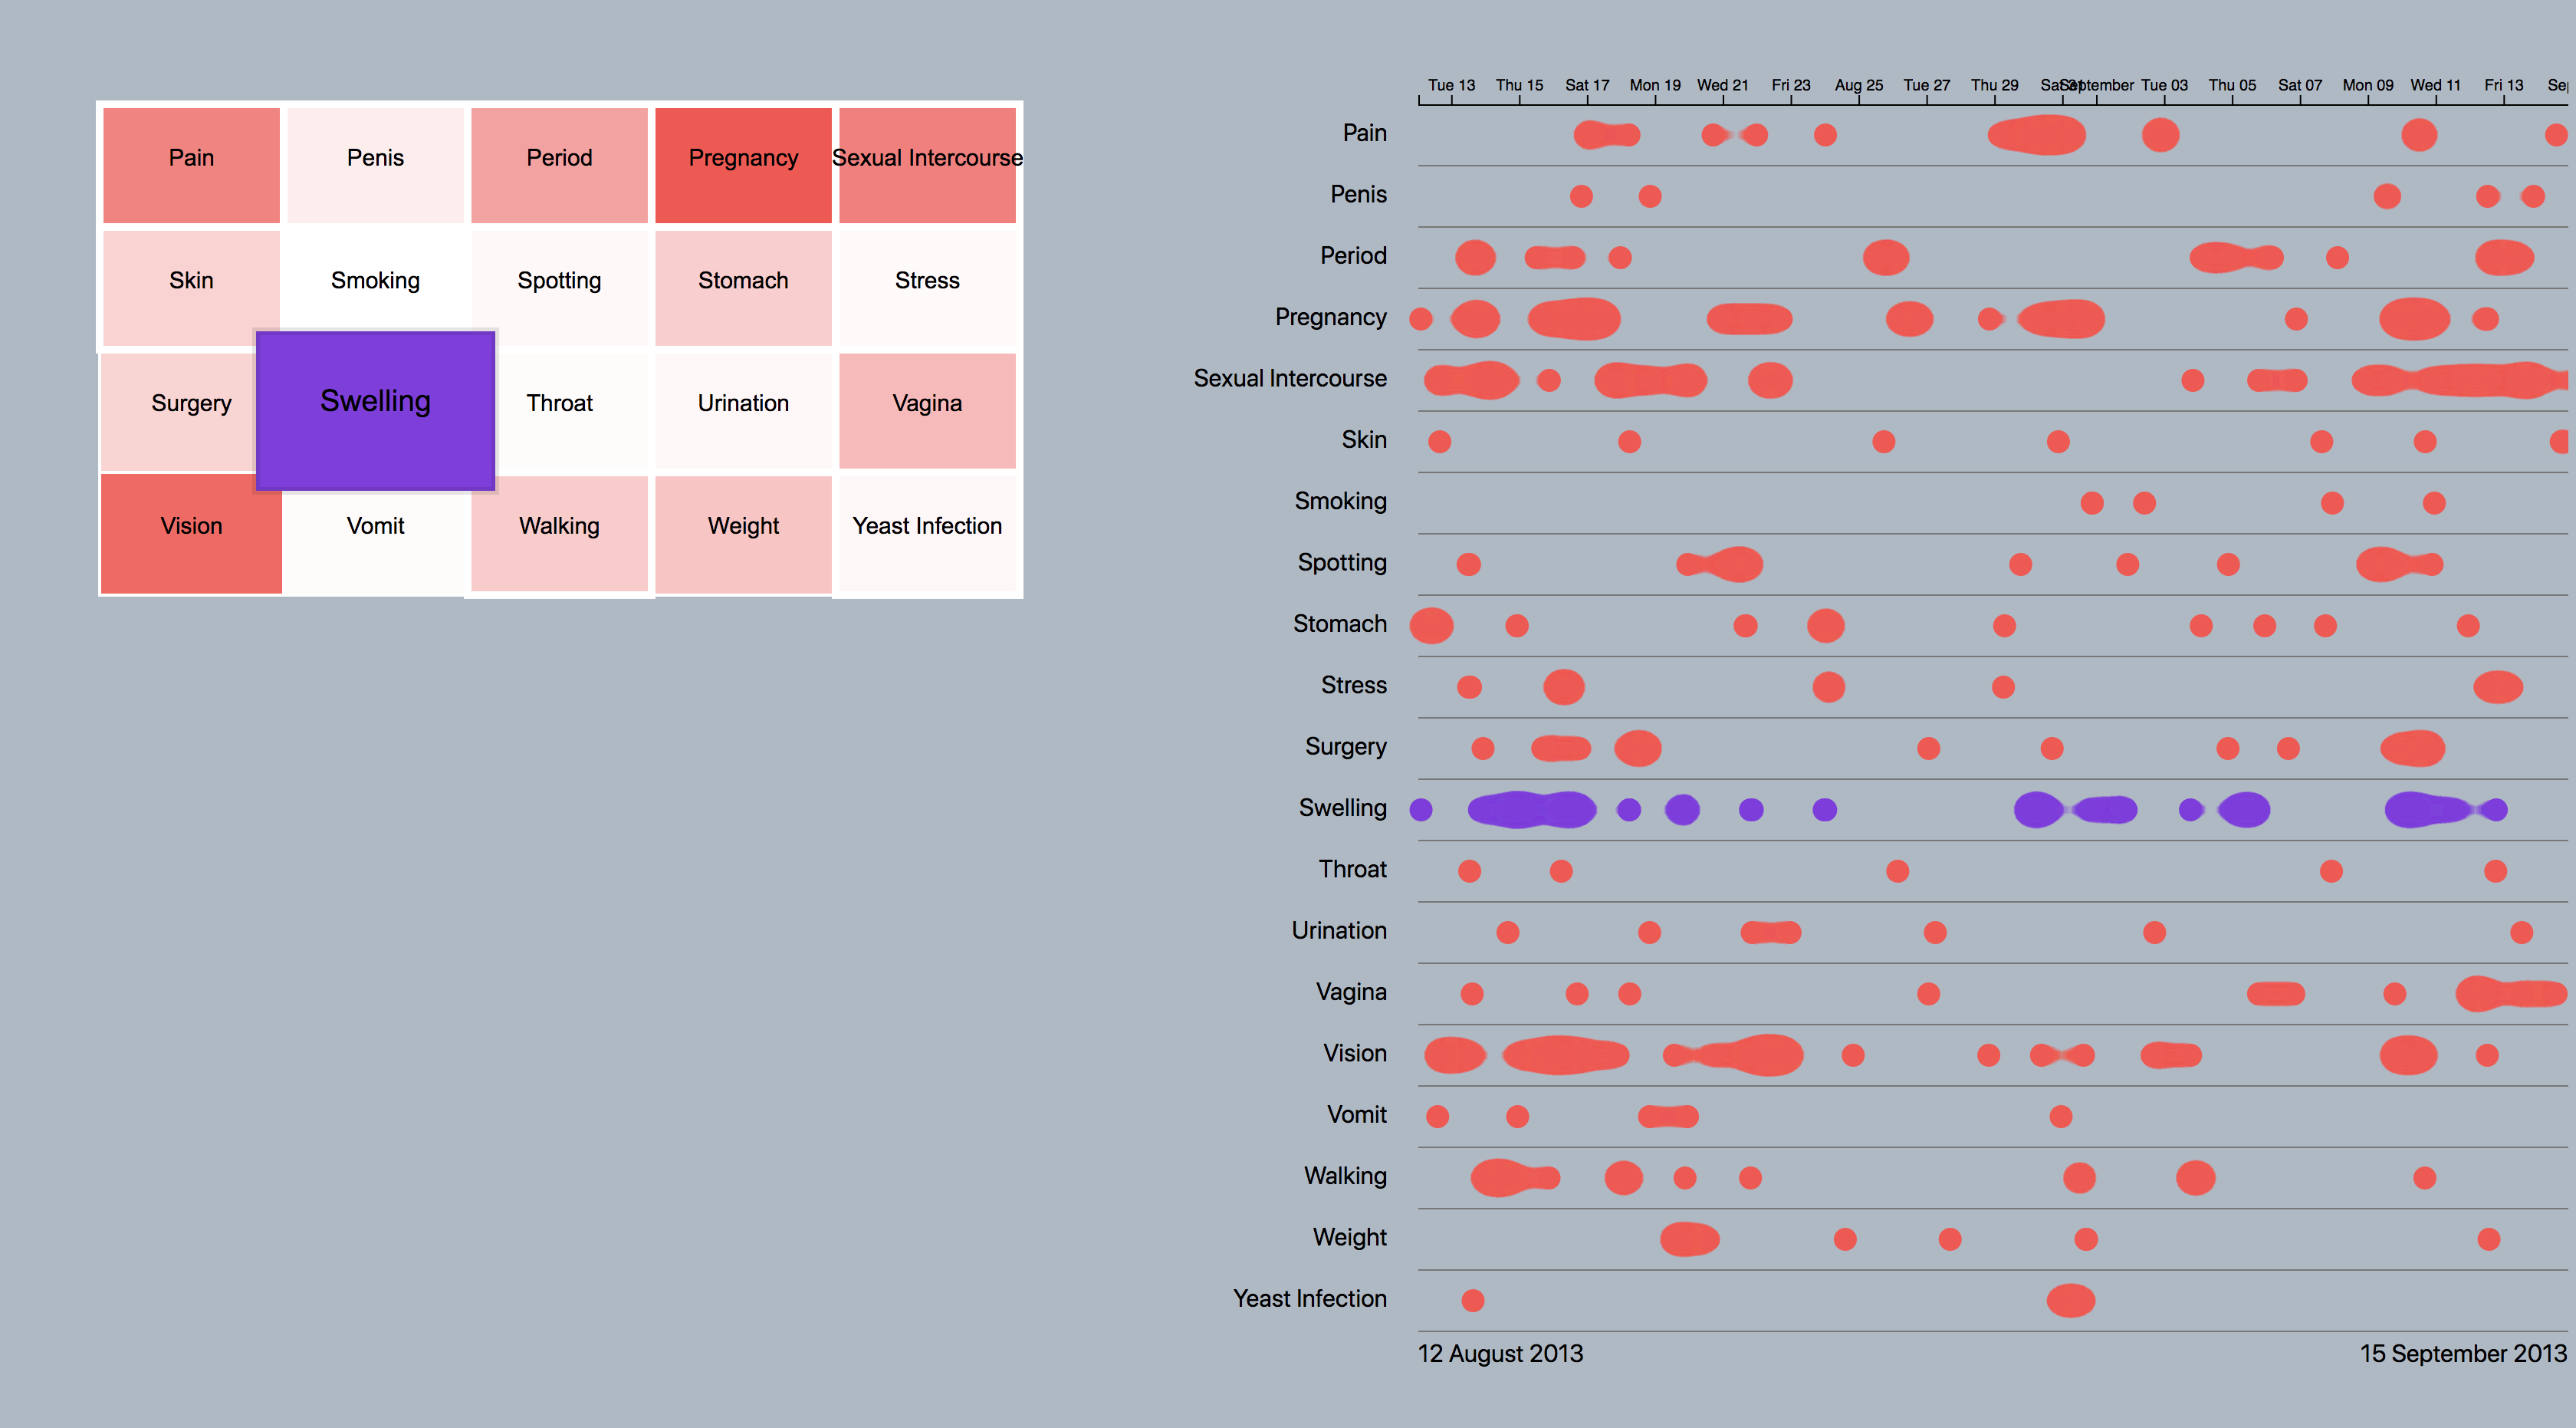 Pain Penis Period Pregnancy Sexual Intercourse
Skin Smoking Spotting Stomach Stress
Surgery Swelling Throat Urination Vagina
Vision Vomit Walking Weight Yeast Infection
Tue 13 Thu 15 Sat 17 Mon 19 Wed 21 Fri 23 Aug 25 Tue 27 Thu 29 Sat 31 September Tue 03 Thu 05 Sat 07 Mon 09 Wed 11 Fri 13 Sep
Pain
Penis
Period
Pregnancy
Sexual Intercourse
Skin
Smoking
Spotting
Stomach
Stress
Surgery
Swelling
Throat
Urination
Vagina
Vision
Vomit
Walking
Weight
Yeast Infection
12 August 2013 15 September 2013